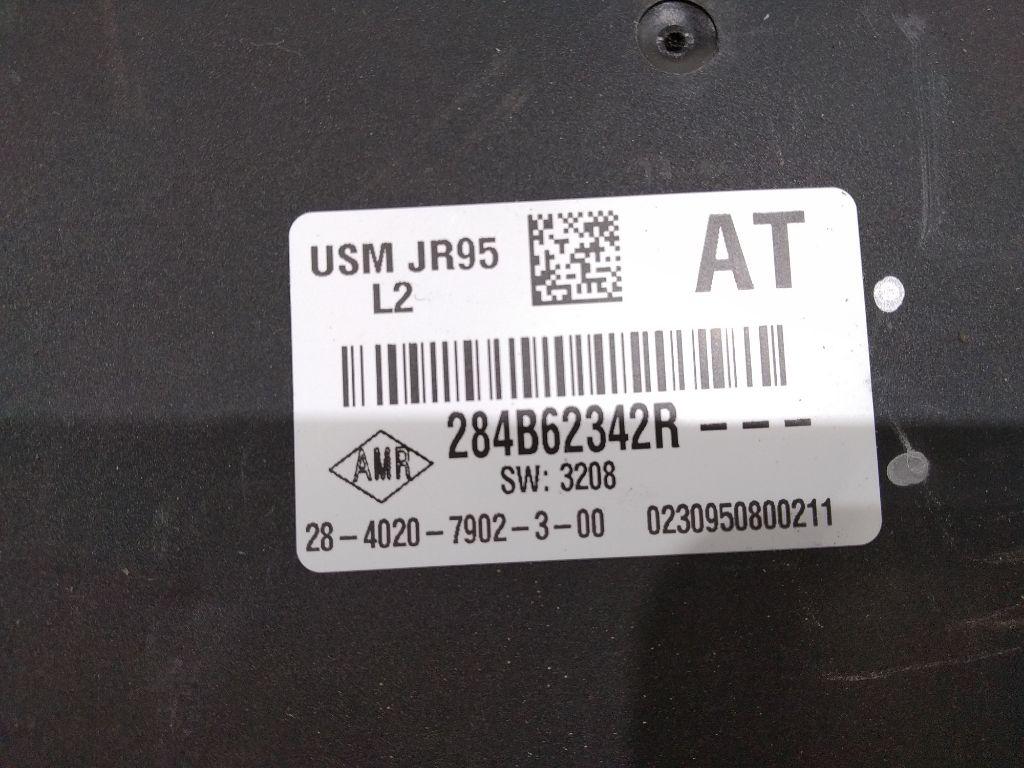 USM JR95
L2
AT
284B62342R ---
AMR
SW: 3208
28-4020-7902-3-00 0230950800211